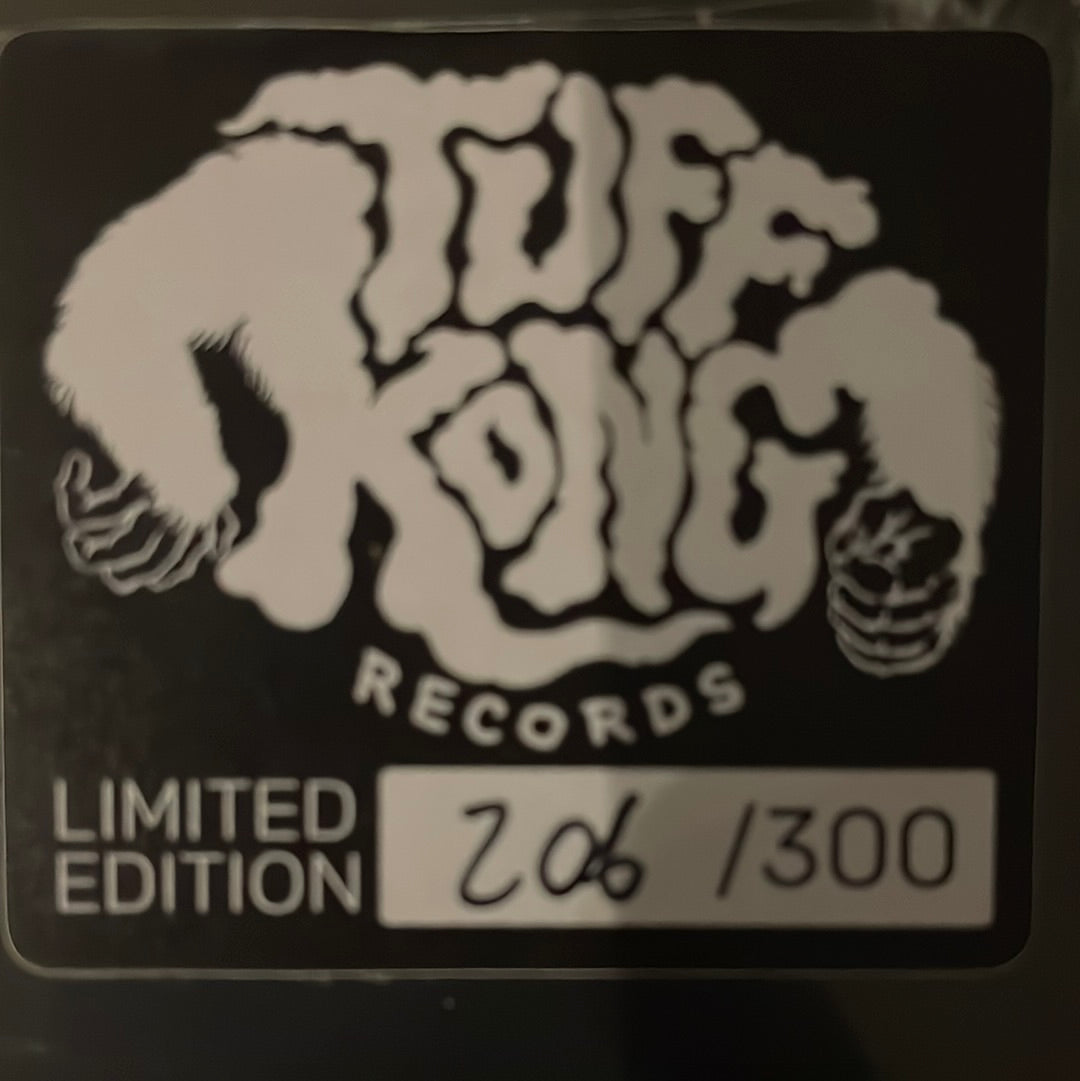 TUFF
KONG
RECORDS
LIMITED
EDITION
206 /300